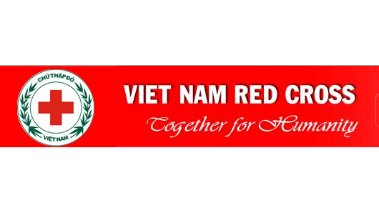 CHỮ THẬP ĐỎ
VIỆT NAM
VIET NAM RED CROSS
Together for Humanity